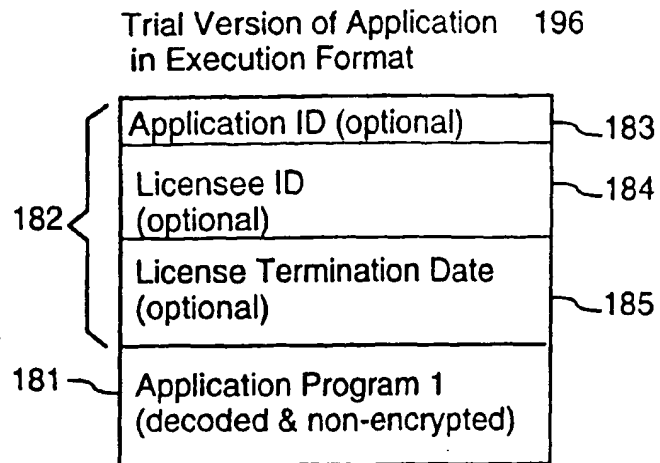 Trial Version of Application 196
in Execution Format
Application ID (optional)
183
Licensee ID
(optional)
184
182
License Termination Date
(optional)
185
181
Application Program 1
(decoded & non-encrypted)